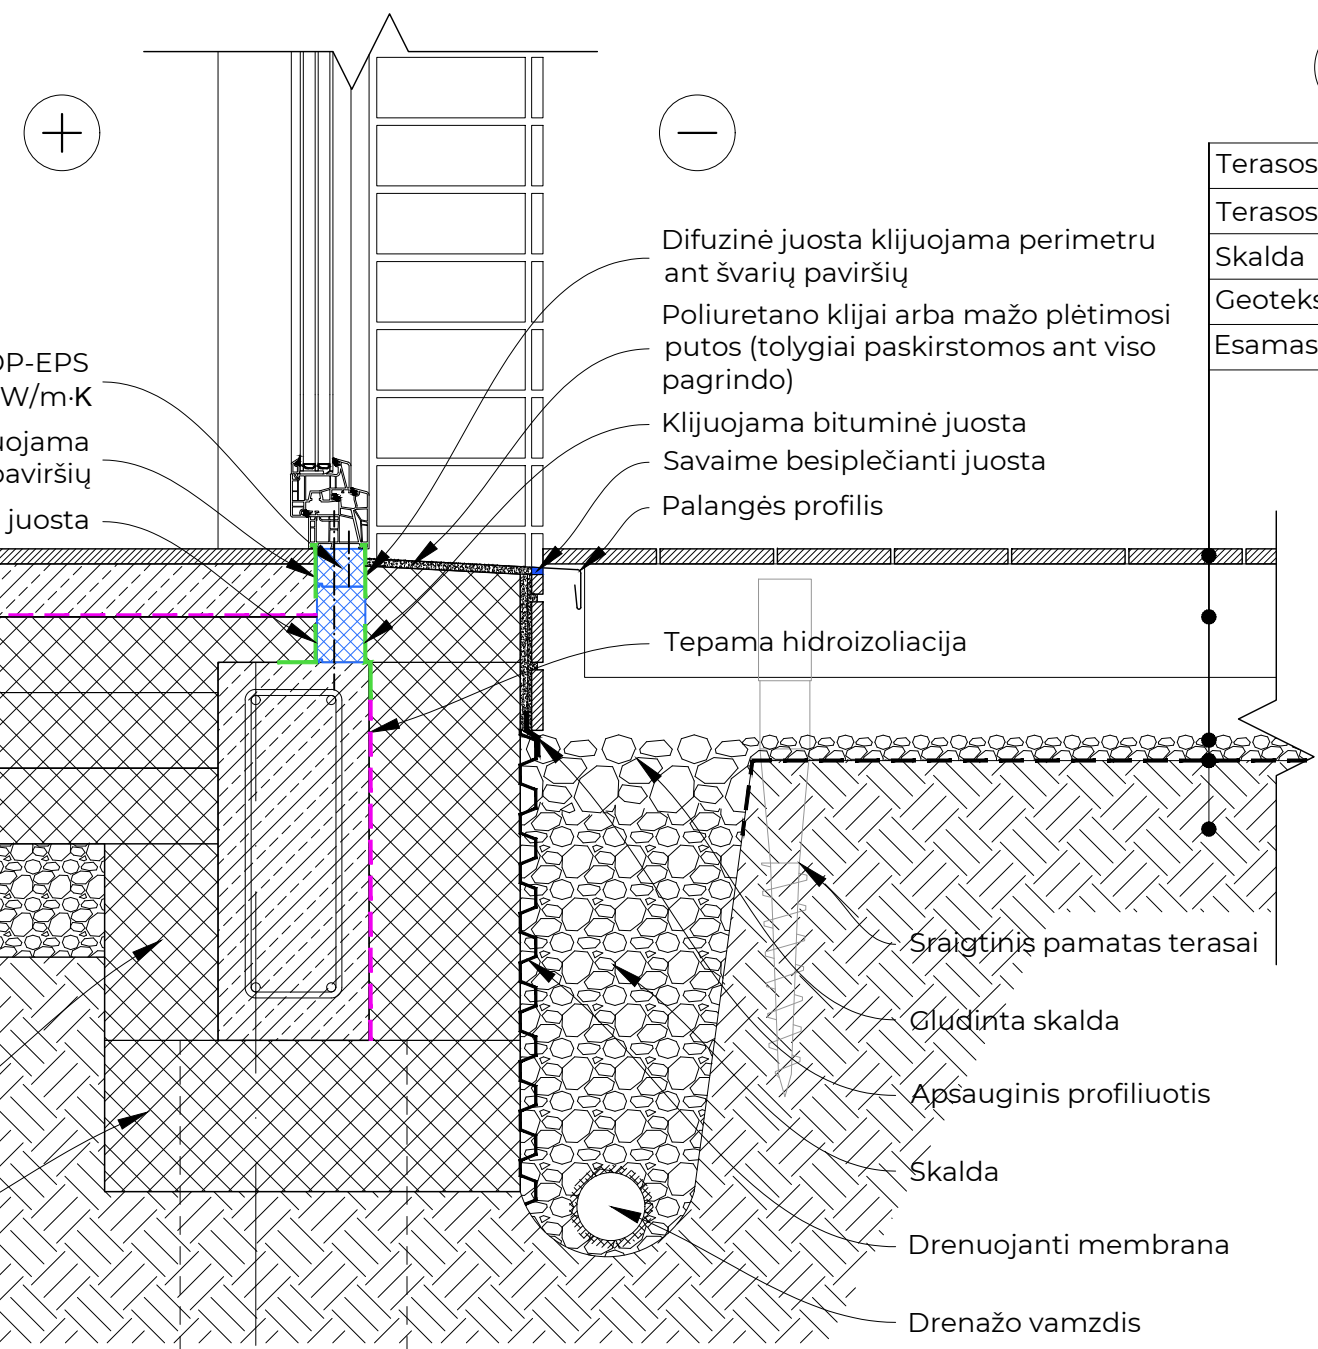 Difuzinė juosta klijuojama perimetru
ant švarių paviršių
Poliuretano klijai arba mažo plėtimosi
putos (tolygiai paskirstomos ant viso
pagrindo)
Klijuojama bituminė juosta
Savaime besiplečianti juosta
Palangės profilis
Tepama hidroizoliacija
OP-EPS
W/m·K
uojama
paviršių
juosta
Terasos
Terasos
Skalda
Geoteks
Esamas
Sraigtinis pamatas terasai
Gludinta skalda
Apsauginis profiliuotis
Skalda
Drenuojanti membrana
Drenažo vamzdis